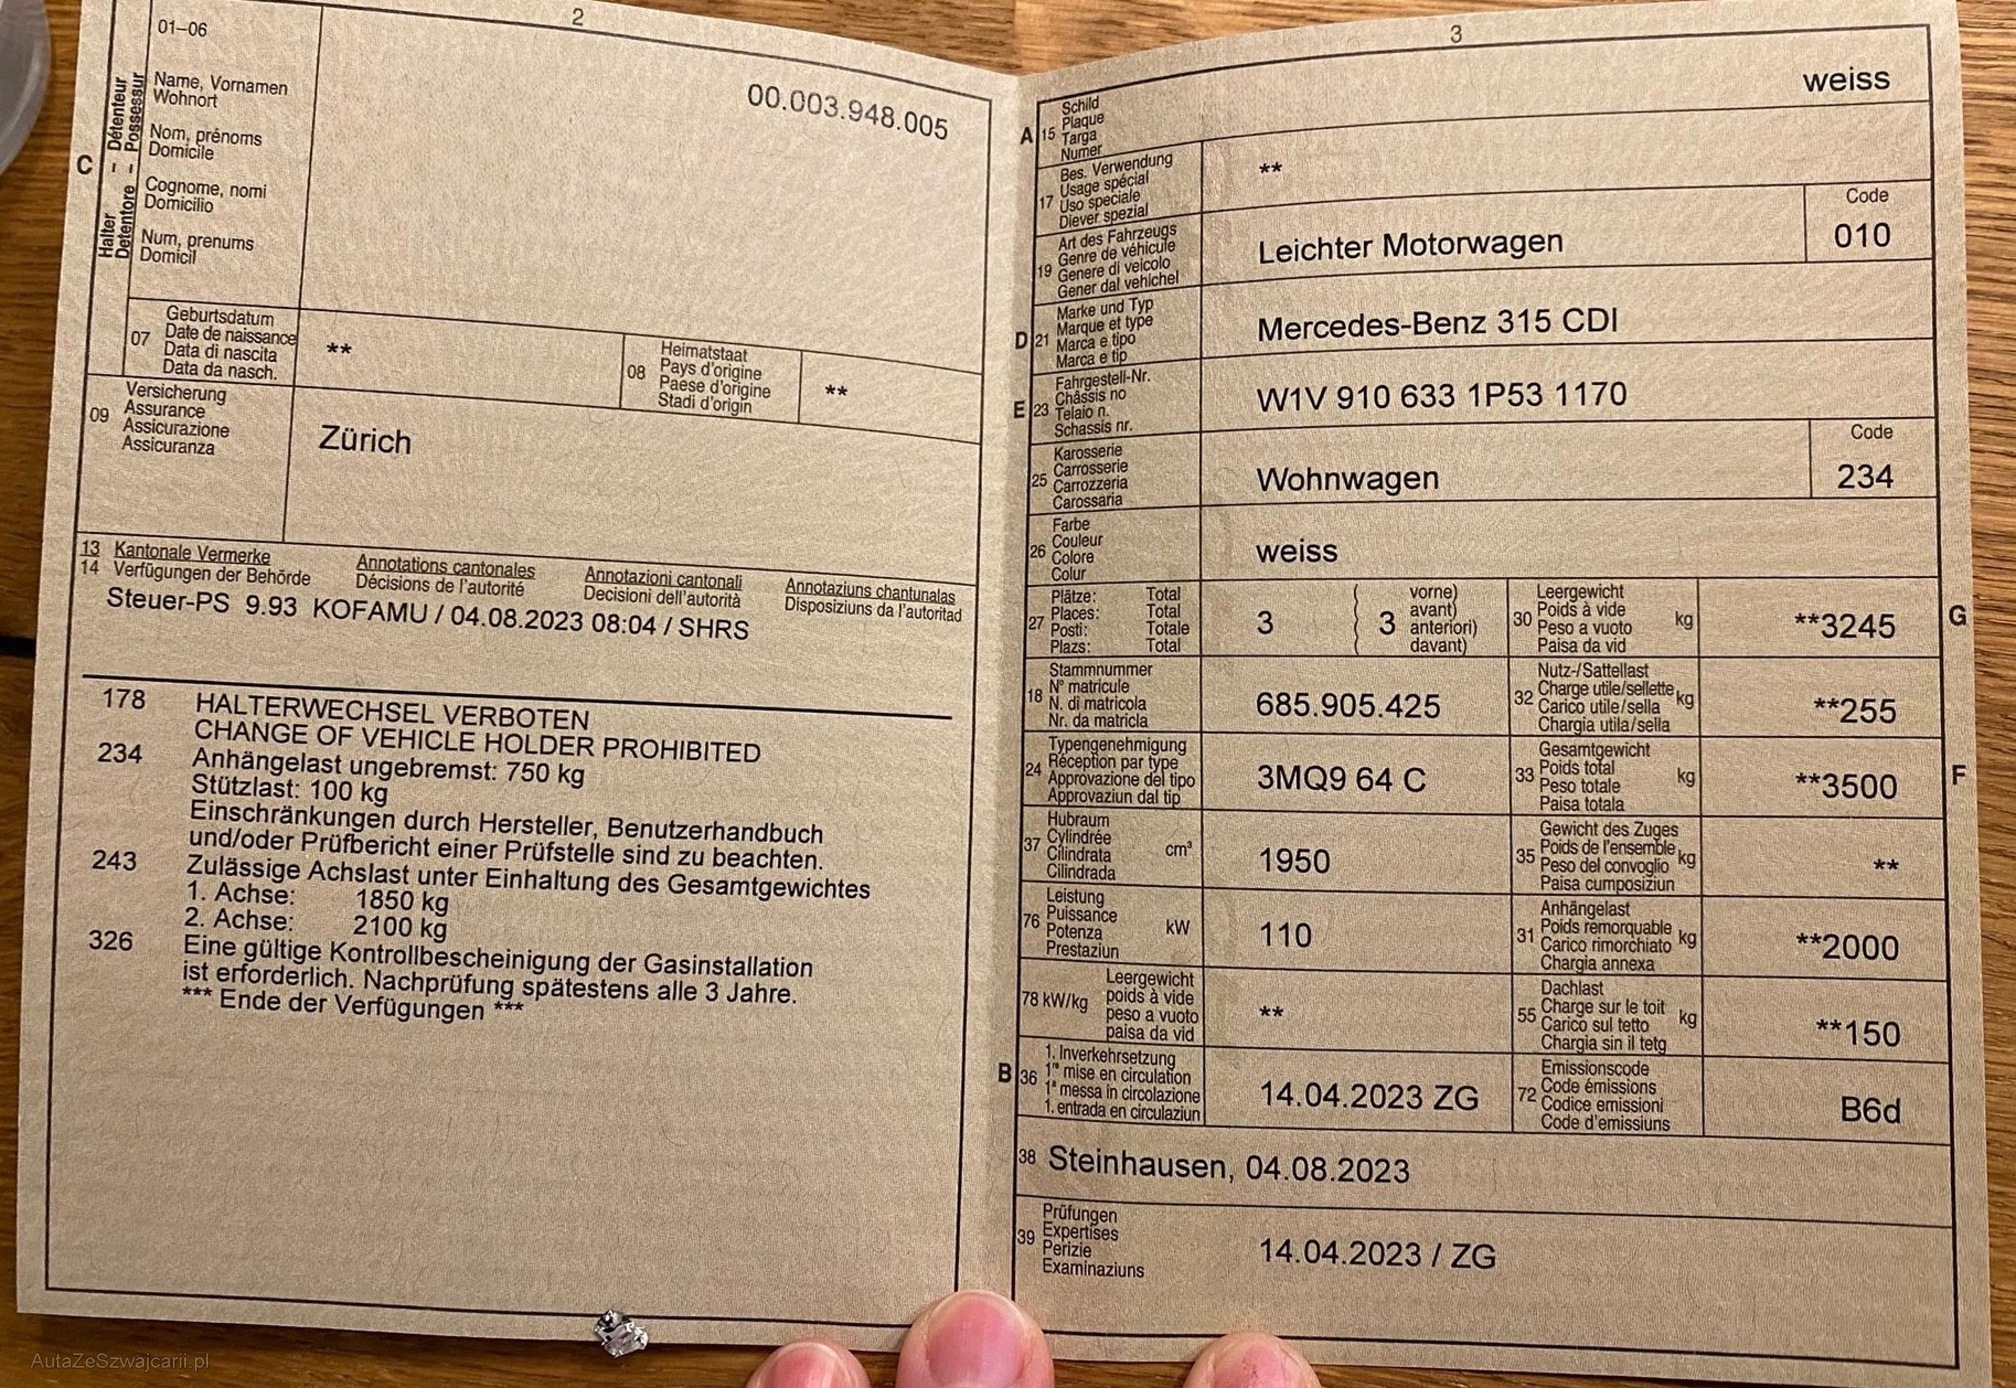 2
01–06
C
Halter – Détenteur
Detentore – Possessur
Name, Vornamen
Wohnort
Nom, prénoms
Domicile
Cognome, nomi
Domicilio
Num, prenums
Domicil
00.003.948.005
07
Geburtsdatum
Date de naissance
Data di nascita
Data da nasch.
**
08
Heimatstaat
Pays d'origine
Paese d'origine
Stadi d'origin
**
09
Versicherung
Assurance
Assicurazione
Assicuranza
Zürich
13 Kantonale Vermerke Annotations cantonales Annotazioni cantonali Annotaziuns chantunalas
14 Verfügungen der Behörde Décisions de l'autorité Decisioni dell'autorità Disposiziuns da l'autoritad
Steuer-PS 9.93 KOFAMU / 04.08.2023 08:04 / SHRS
178 HALTERWECHSEL VERBOTEN
CHANGE OF VEHICLE HOLDER PROHIBITED
234 Anhängelast ungebremst: 750 kg
Stützlast: 100 kg
Einschränkungen durch Hersteller, Benutzerhandbuch
und/oder Prüfbericht einer Prüfstelle sind zu beachten.
243 Zulässige Achslast unter Einhaltung des Gesamtgewichtes
1. Achse: 1850 kg
2. Achse: 2100 kg
326 Eine gültige Kontrollbescheinigung der Gasinstallation
ist erforderlich. Nachprüfung spätestens alle 3 Jahre.
*** Ende der Verfügungen ***
3
A 15
Schild
Plaque
Targa
Numer
weiss
17
Bes. Verwendung
Usage spécial
Uso speciale
Diever spezial
**
19
Art des Fahrzeugs
Genre de véhicule
Genere di veicolo
Gener dal vehichel
Leichter Motorwagen
Code
010
D 21
Marke und Typ
Marque et type
Marca e tipo
Marca e tip
Mercedes-Benz 315 CDI
E 23
Fahrgestell-Nr.
Châssis no
Telaio n.
Schassis nr.
W1V 910 633 1P53 1170
25
Karosserie
Carrosserie
Carrozzeria
Carossaria
Wohnwagen
Code
234
26
Farbe
Couleur
Colore
Colur
weiss
27
Plätze: Total
Places: Total
Posti: Totale
Plazs: Total
3
3
vorne)
avant)
anteriori)
davant)
30
Leergewicht
Poids à vide
Peso a vuoto
Paisa da vid
kg
**3245
G
18
Stammnummer
N° matricule
N. di matricola
Nr. da matricla
685.905.425
32
Nutz-/Sattellast
Charge utile/sellette
Carico utile/sella
Chargia utila/sella
kg
**255
24
Typengenehmigung
Réception par type
Approvazione del tipo
Approvaziun dal tip
3MQ9 64 C
33
Gesamtgewicht
Poids total
Peso totale
Paisa totala
kg
**3500
F
37
Hubraum
Cylindrée
Cilindrata
Cilindrada
cm³
1950
35
Gewicht des Zuges
Poids de l'ensemble
Peso del convoglio
Paisa cumposiziun
kg
**
76
Leistung
Puissance
Potenza
Prestaziun
kW
110
31
Anhängelast
Poids remorquable
Carico rimorchiato
Chargia annexa
kg
**2000
78 kW/kg
Leergewicht
poids à vide
peso a vuoto
paisa da vid
**
55
Dachlast
Charge sur le toit
Carico sul tetto
Chargia sin il tetg
kg
**150
B 36
1. Inverkehrsetzung
1re mise en circulation
1a messa in circolazione
1. entrada en circulaziun
14.04.2023 ZG
72
Emissionscode
Code émissions
Codice emissioni
Code d'emissiuns
B6d
38 Steinhausen, 04.08.2023
39
Prüfungen
Expertises
Perizie
Examinaziuns
14.04.2023 / ZG
AutaZeSzwajcarii.pl